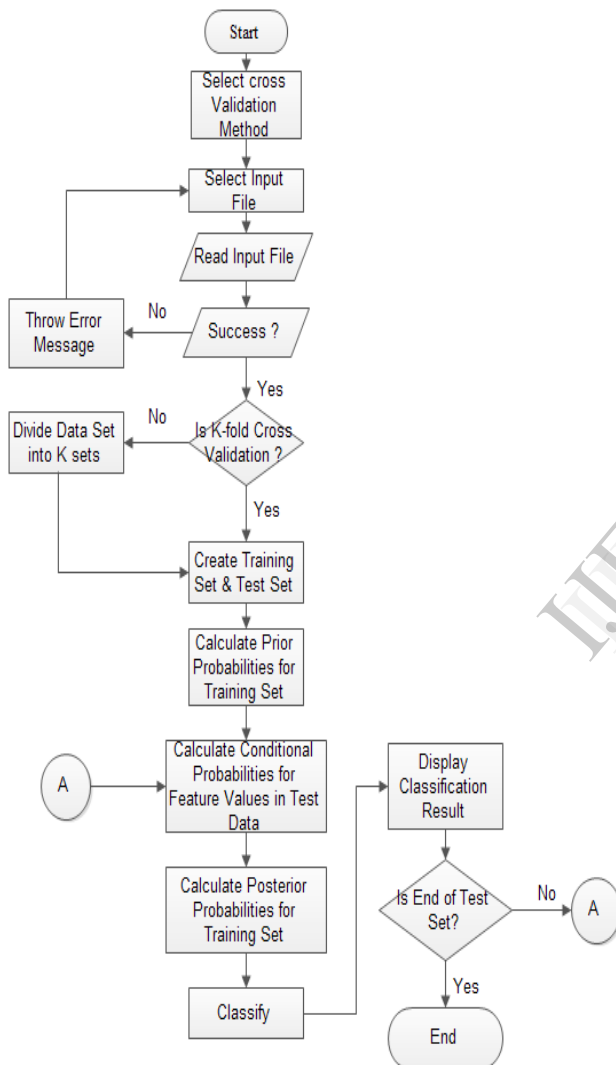 Start
Select cross
Validation
Method
Select Input
File
Read Input File
Success ?
No
Throw Error
Message
Yes
Is K-fold Cross
Validation ?
No
Divide Data Set
into K sets
Yes
Create Training
Set & Test Set
Calculate Prior
Probabilities for
Training Set
A
Calculate Conditional
Probabilities for
Feature Values in Test
Data
Calculate Posterior
Probabilities for
Training Set
Classify
Display
Classification
Result
Is End of Test
Set?
No
A
Yes
End